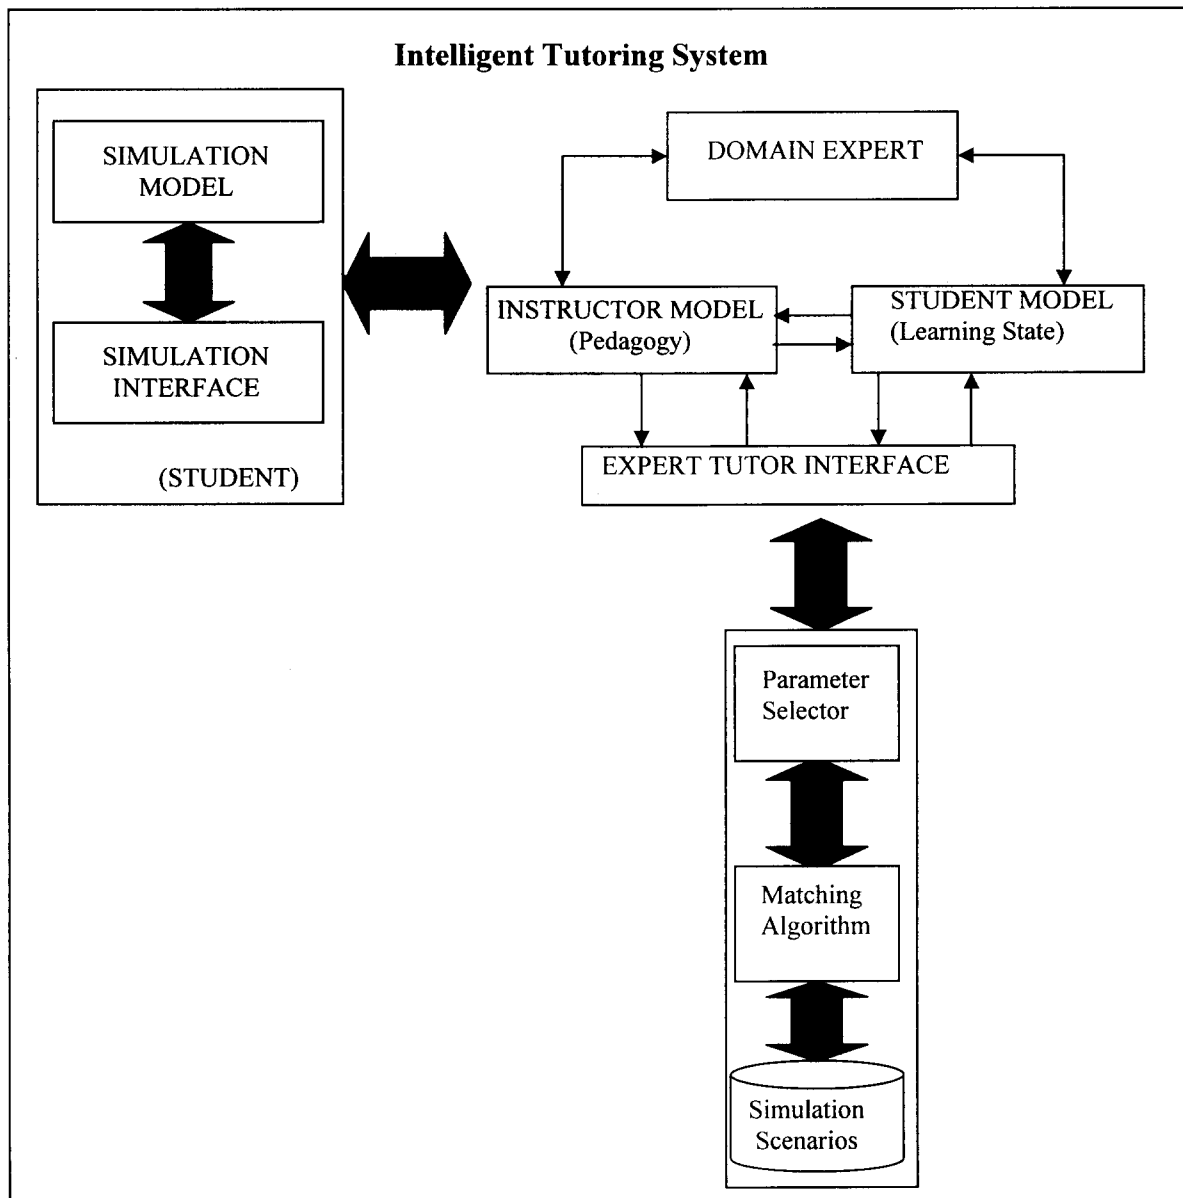 Intelligent Tutoring System
SIMULATION
MODEL
SIMULATION
INTERFACE
(STUDENT)
DOMAIN EXPERT
INSTRUCTOR MODEL
(Pedagogy)
STUDENT MODEL
(Learning State)
EXPERT TUTOR INTERFACE
Parameter
Selector
Matching
Algorithm
Simulation
Scenarios